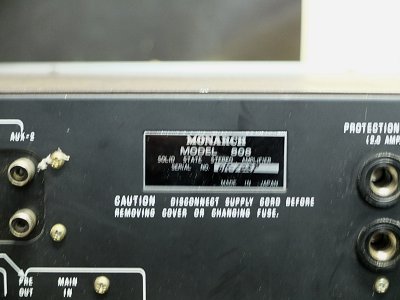 AUX-2
MONARCH
MODEL 808
SOLID STATE STEREO AMPLIFIER
SERIAL NO.
MADE IN JAPAN
CAUTION DISCONNECT SUPPLY CORD BEFORE
REMOVING COVER OR CHANGING FUSE.
PROTECTION
PRE
OUT
MAIN
IN